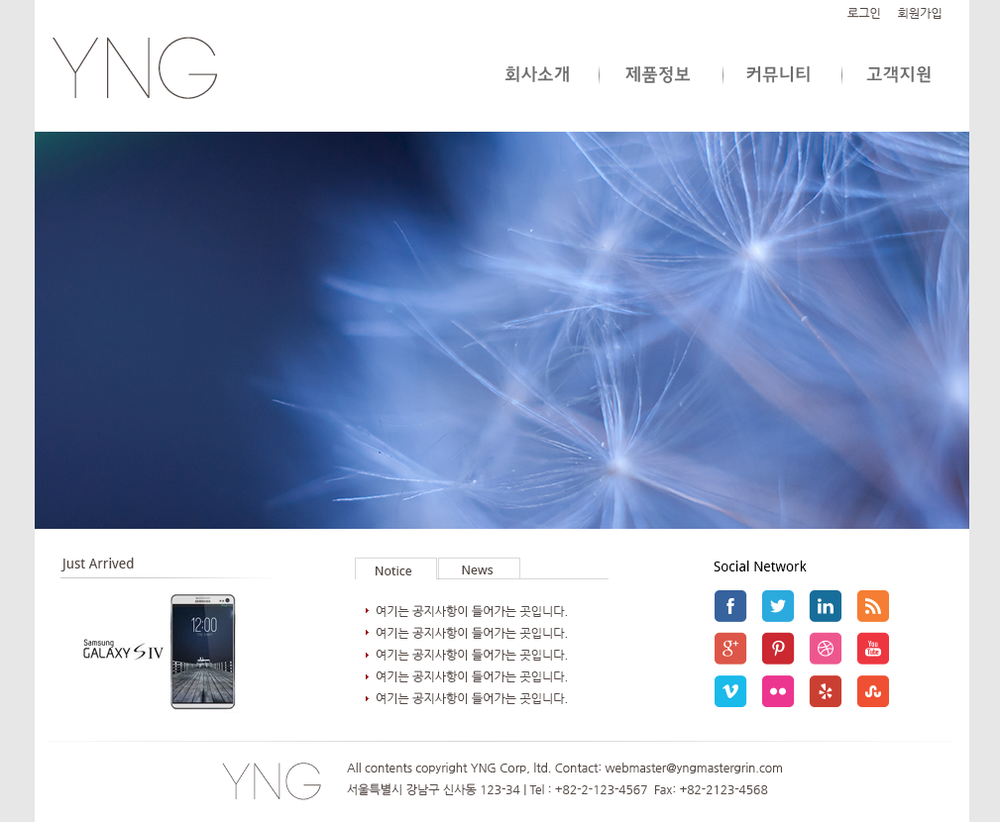 로그인 회원가입
YNG
회사소개 제품정보 커뮤니티 고객지원
Just Arrived
Notice News
Social Network
여기는 공지사항이 들어가는 곳입니다.
여기는 공지사항이 들어가는 곳입니다.
여기는 공지사항이 들어가는 곳입니다.
여기는 공지사항이 들어가는 곳입니다.
여기는 공지사항이 들어가는 곳입니다.
Samsung
GALAXY S IV
12:00
f in
g+ You Tube
v
YNG
All contents copyright YNG Corp, ltd. Contact: webmaster@yngmastergrin.com
서울특별시 강남구 신사동 123-34 | Tel : +82-2-123-4567 Fax: +82-2123-4568